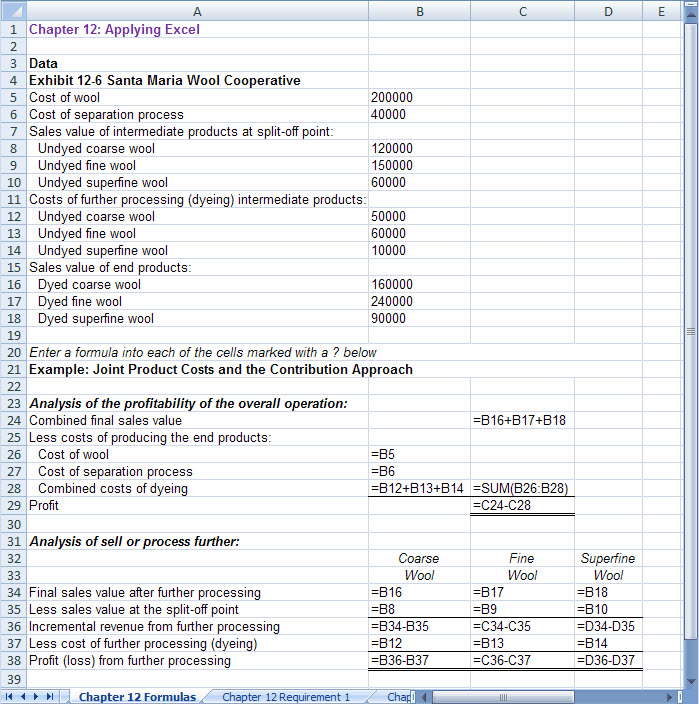 A B C D E
1 Chapter 12: Applying Excel
2
3 Data
4 Exhibit 12-6 Santa Maria Wool Cooperative
5 Cost of wool 200000
6 Cost of separation process 40000
7 Sales value of intermediate products at split-off point:
8 Undyed coarse wool 120000
9 Undyed fine wool 150000
10 Undyed superfine wool 60000
11 Costs of further processing (dyeing) intermediate products:
12 Undyed coarse wool 50000
13 Undyed fine wool 60000
14 Undyed superfine wool 10000
15 Sales value of end products:
16 Dyed coarse wool 160000
17 Dyed fine wool 240000
18 Dyed superfine wool 90000
19
20 Enter a formula into each of the cells marked with a ? below
21 Example: Joint Product Costs and the Contribution Approach
22
23 Analysis of the profitability of the overall operation:
24 Combined final sales value =B16+B17+B18
25 Less costs of producing the end products:
26 Cost of wool =B5
27 Cost of separation process =B6
28 Combined costs of dyeing =B12+B13+B14 =SUM(B26:B28)
29 Profit =C24-C28
30
31 Analysis of sell or process further:
32 Coarse Fine Superfine
33 Wool Wool Wool
34 Final sales value after further processing =B16 =B17 =B18
35 Less sales value at the split-off point =B8 =B9 =B10
36 Incremental revenue from further processing =B34-B35 =C34-C35 =D34-D35
37 Less cost of further processing (dyeing) =B12 =B13 =B14
38 Profit (loss) from further processing =B36-B37 =C36-C37 =D36-D37
39
Chapter 12 Formulas Chapter 12 Requirement 1 Chap